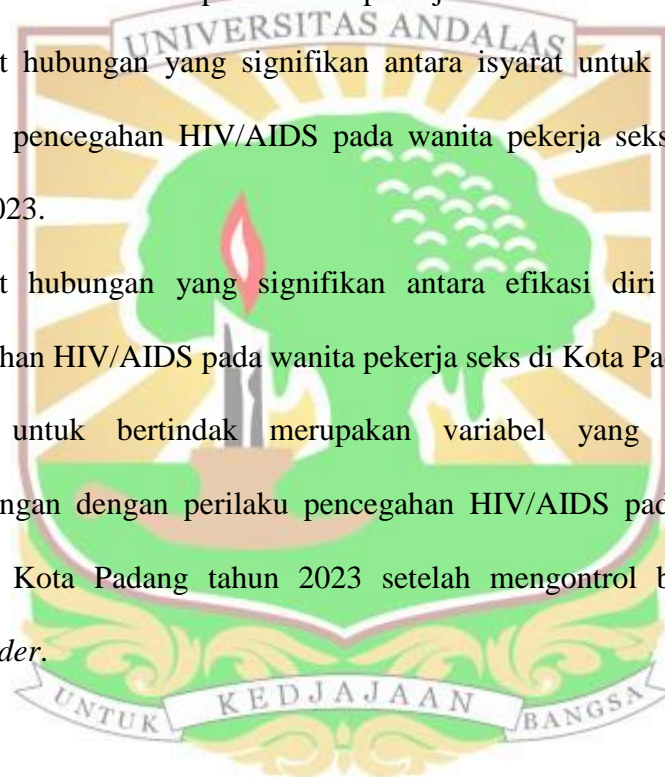 UNIVERSITAS ANDALAS
t hubungan yang signifikan antara isyarat untuk
pencegahan HIV/AIDS pada wanita pekerja seks
023.
t hubungan yang signifikan antara efikasi diri
han HIV/AIDS pada wanita pekerja seks di Kota Pa
untuk bertindak merupakan variabel yang
ngan dengan perilaku pencegahan HIV/AIDS pad
Kota Padang tahun 2023 setelah mengontrol b
der.
UNTUK KEDJAJAAN BANGSA